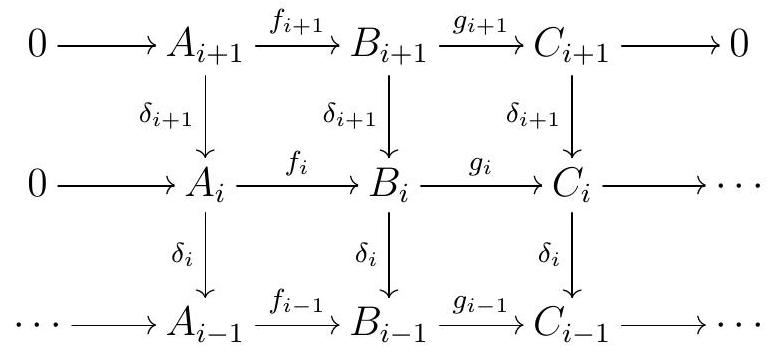 0 → A_{i+1} →^{f_{i+1}} B_{i+1} →^{g_{i+1}} C_{i+1} → 0
δ_{i+1} δ_{i+1} δ_{i+1}
0 → A_i →^{f_i} B_i →^{g_i} C_i → ⋯
δ_i δ_i δ_i
⋯ → A_{i−1} →^{f_{i−1}} B_{i−1} →^{g_{i−1}} C_{i−1} → ⋯